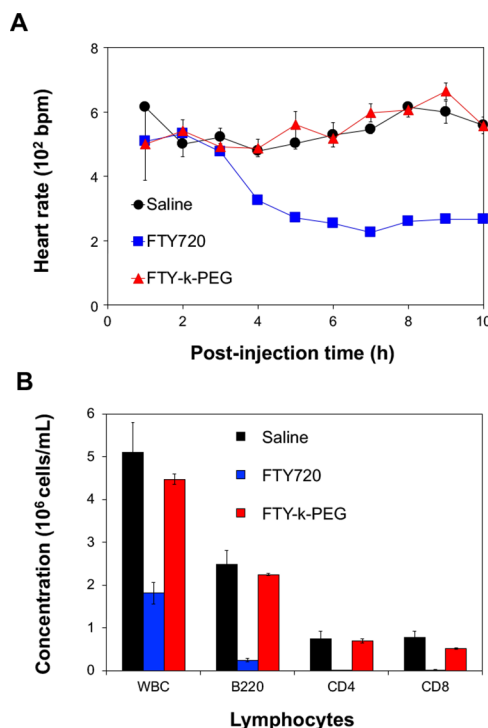 A
8
6
4
2
0
Heart rate (10² bpm)
Saline
FTY720
FTY-k-PEG
0 2 4 6 8 10
Post-injection time (h)
B
6
5
4
3
2
1
0
Concentration (10⁶ cells/mL)
Saline
FTY720
FTY-k-PEG
WBC B220 CD4 CD8
Lymphocytes